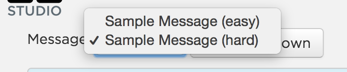 STUDIO
Sample Message (easy)
Message
✓ Sample Message (hard)
own